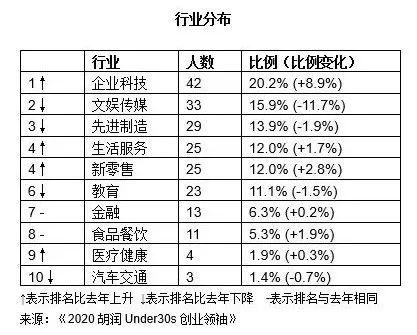 行业分布
行业 人数 比例（比例变化）
1↑ 企业科技 42 20.2% (+8.9%)
2↓ 文娱传媒 33 15.9% (-11.7%)
3↓ 先进制造 29 13.9% (-1.9%)
4↑ 生活服务 25 12.0% (+1.7%)
4↑ 新零售 25 12.0% (+2.8%)
6↓ 教育 23 11.1% (-1.5%)
7 - 金融 13 6.3% (+0.2%)
8 - 食品餐饮 11 5.3% (+1.9%)
9↑ 医疗健康 4 1.9% (+0.3%)
10↓ 汽车交通 3 1.4% (-0.7%)
↑表示排名比去年上升 ↓表示排名比去年下降 -表示排名与去年相同
来源：《2020 胡润 Under30s 创业领袖》